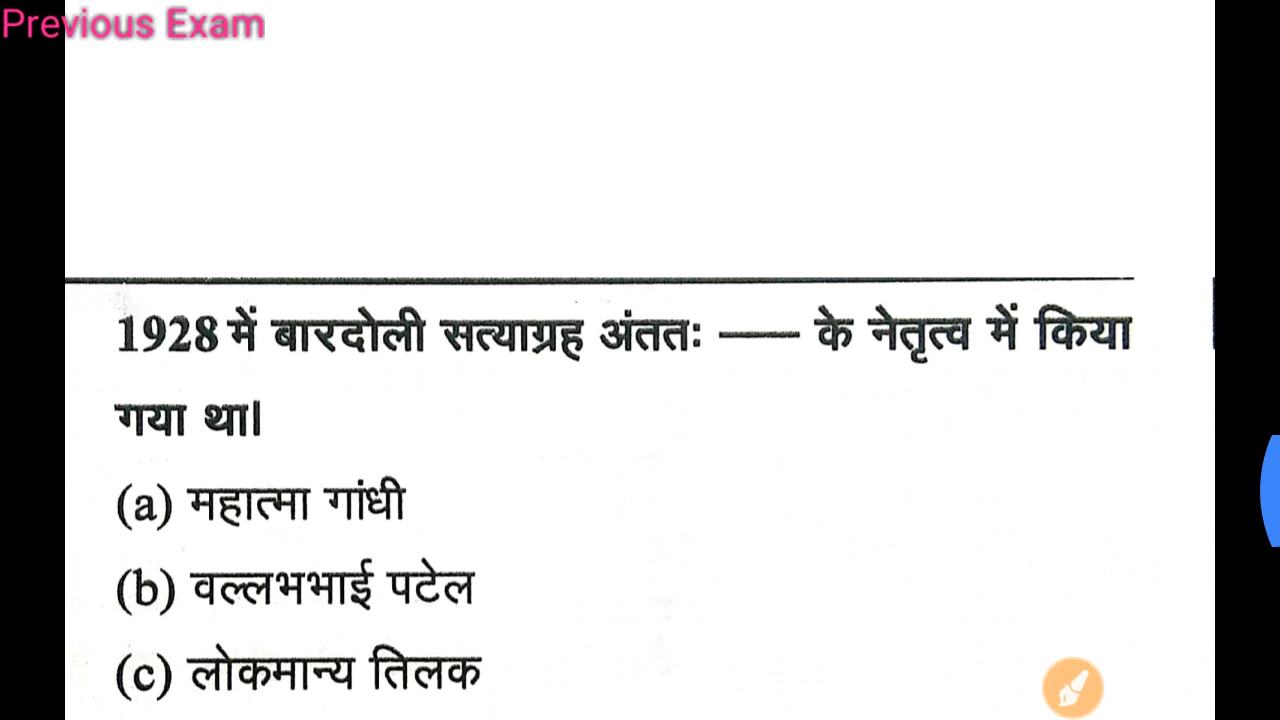 Previous Exam
1928 में बारदोली सत्याग्रह अंततः —— के नेतृत्व में किया
गया था।
(a) महात्मा गांधी
(b) वल्लभभाई पटेल
(c) लोकमान्य तिलक